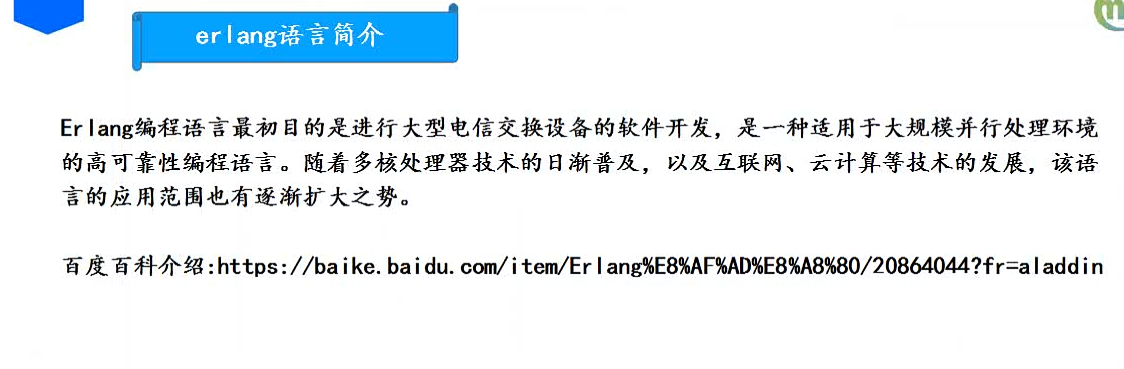 erlang语言简介
Erlang编程语言最初目的是进行大型电信交换设备的软件开发，是一种适用于大规模并行处理环境
的高可靠性编程语言。随着多核处理器技术的日渐普及，以及互联网、云计算等技术的发展，该语
言的应用范围也有逐渐扩大之势。
百度百科介绍:https://baike.baidu.com/item/Erlang%E8%AF%AD%E8%A8%80/20864044?fr=aladdin